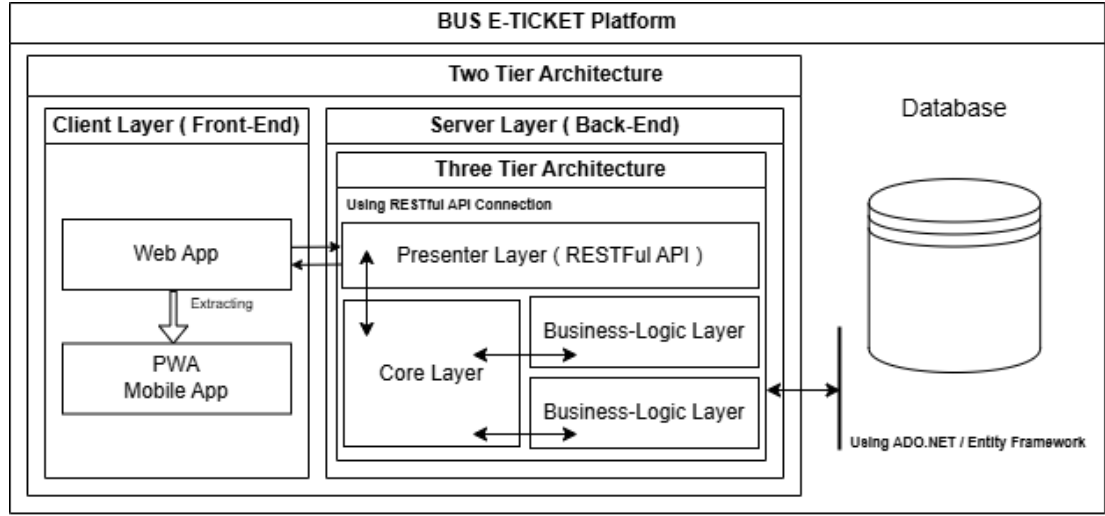 BUS E-TICKET Platform
Two Tier Architecture
Client Layer ( Front-End)
Server Layer ( Back-End)
Database
Three Tier Architecture
Using RESTful API Connection
Web App
Presenter Layer ( RESTFul API )
Extracting
PWA
Mobile App
Core Layer
Business-Logic Layer
Business-Logic Layer
Using ADO.NET / Entity Framework